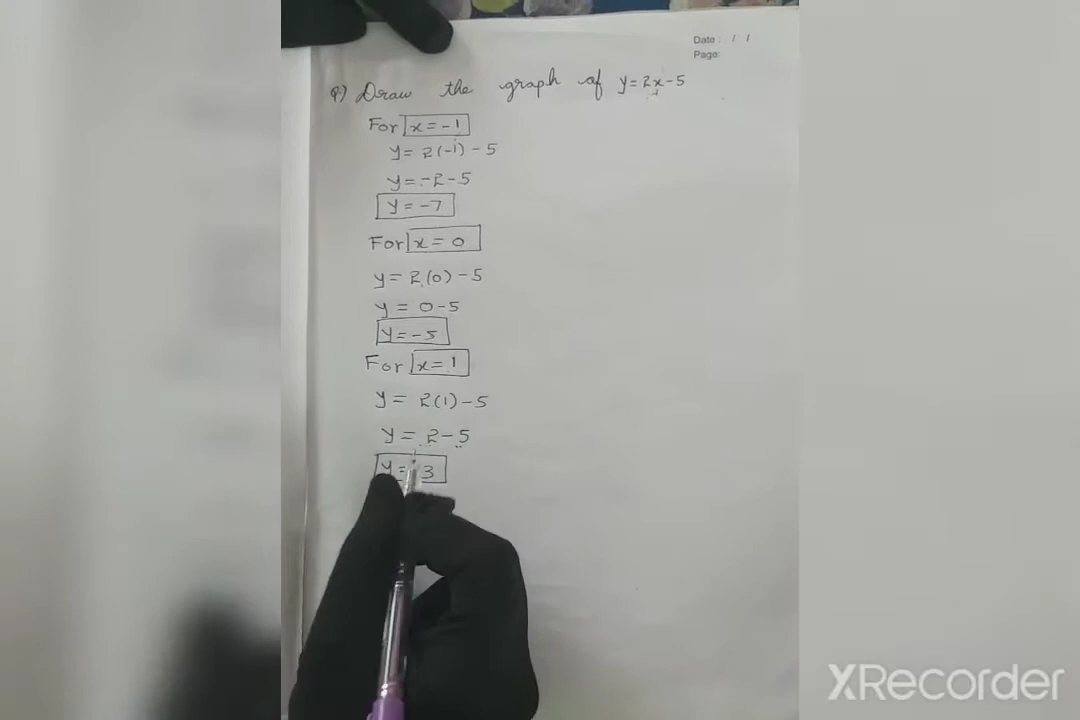 Date: / /
Page:
Q) Draw the graph of y=2x-5
For x=-1
y=2(-1)-5
y=-2-5
y=-7
For x=0
y=2(0)-5
y=0-5
y=-5
For x=1
y=2(1)-5
y=2-5
y= 3
XRecorder